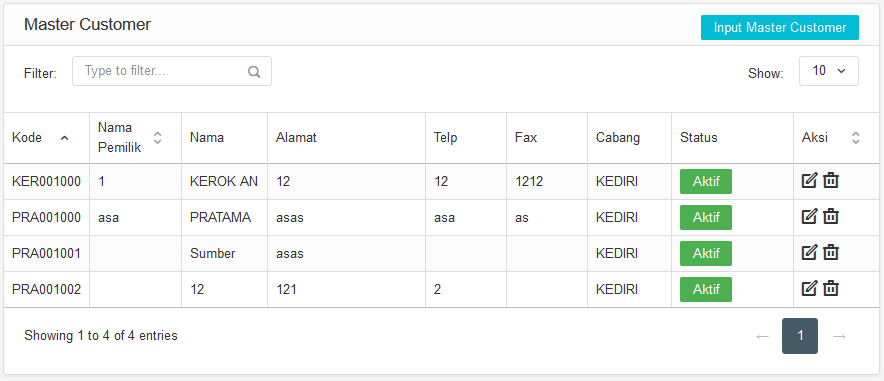 Master Customer
Input Master Customer
Filter: Type to filter...
Show: 10
Kode Nama Pemilik Nama Alamat Telp Fax Cabang Status Aksi
KER001000 1 KEROK AN 12 12 1212 KEDIRI Aktif
PRA001000 asa PRATAMA asas asa as KEDIRI Aktif
PRA001001 Sumber asas KEDIRI Aktif
PRA001002 12 121 2 KEDIRI Aktif
Showing 1 to 4 of 4 entries
← 1 →